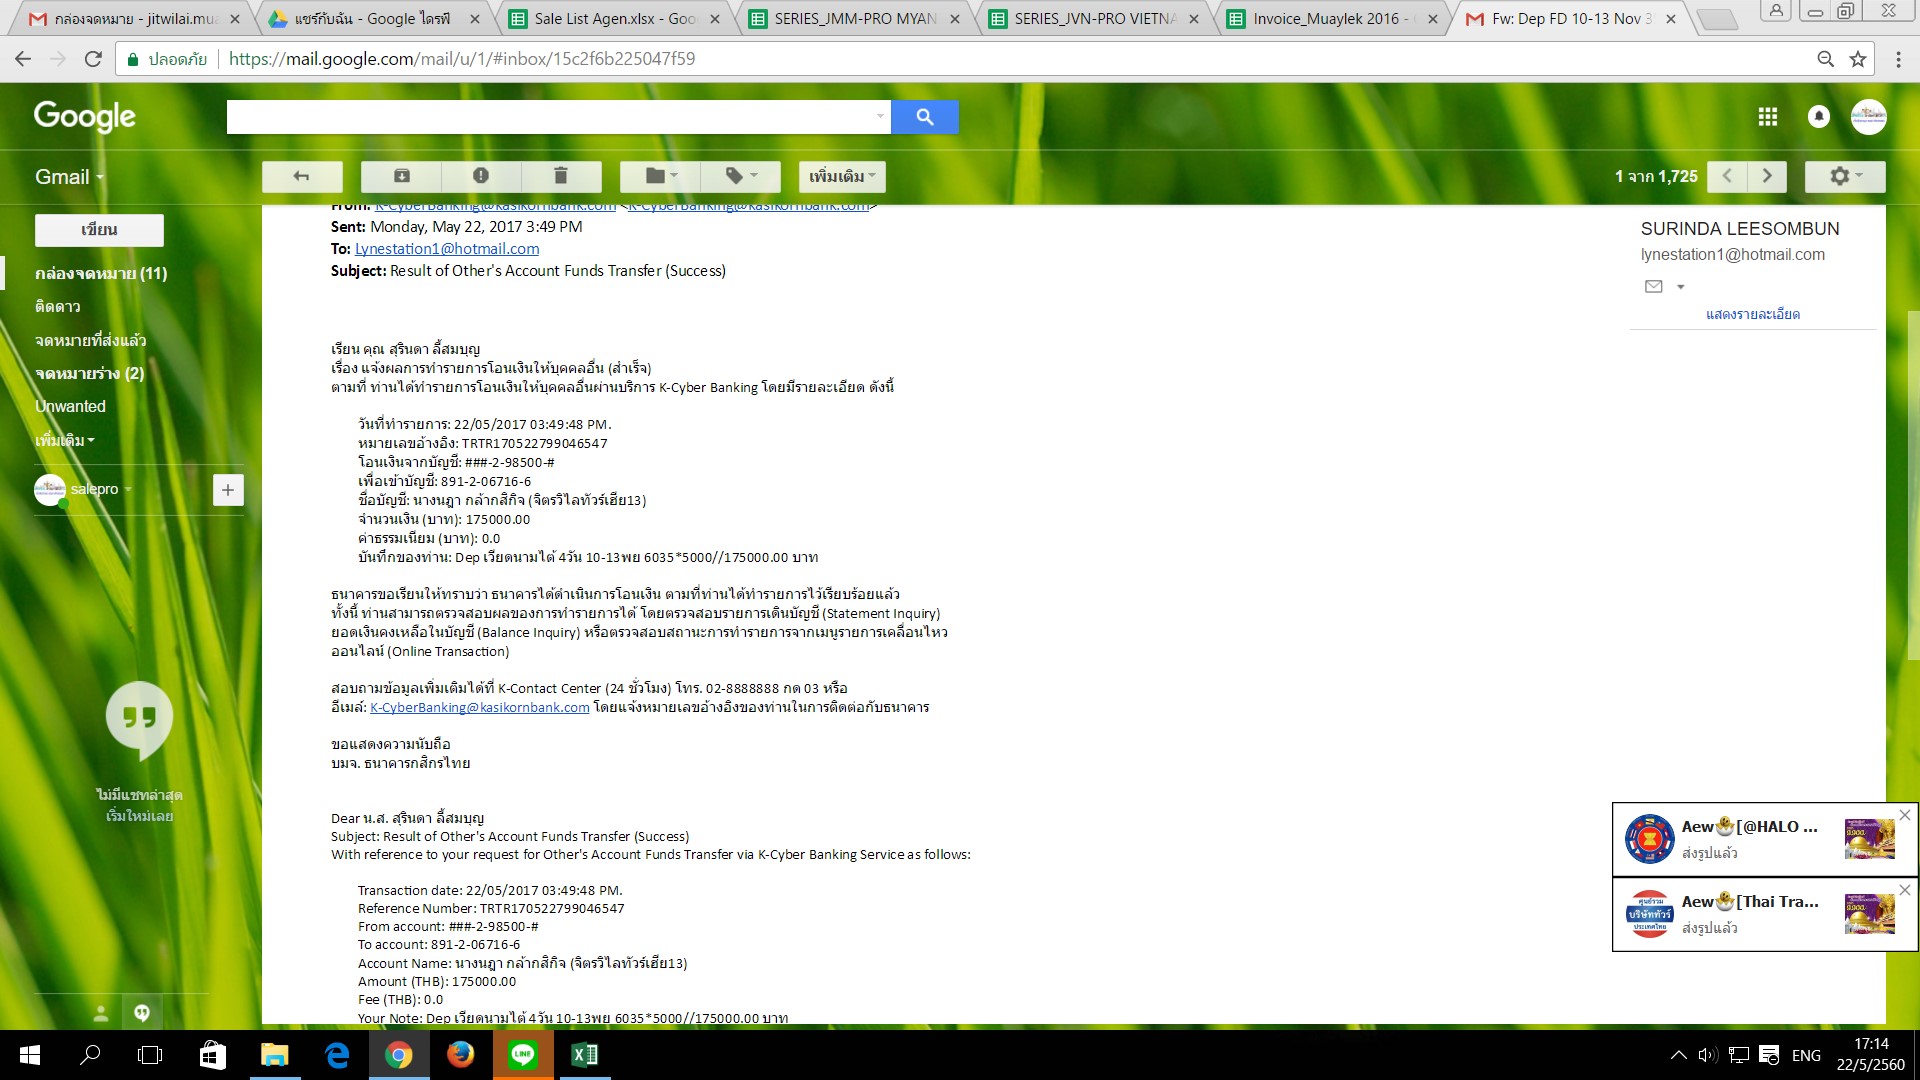 กล่องจดหมาย - jitwilai.mua
แชร์กับฉัน - Google ไดรฟ์
Sale List Agen.xlsx - Goo
SERIES_JMM-PRO MYAN
SERIES_JVN-PRO VIETNA
Invoice_Muaylek 2016 -
Fw: Dep FD 10-13 Nov 3
ปลอดภัย
https://mail.google.com/mail/u/1/#inbox/15c2f6b225047f59
Google
Gmail
เพิ่มเติม
1 จาก 1,725
เขียน
กล่องจดหมาย (11)
ติดดาว
จดหมายที่ส่งแล้ว
จดหมายร่าง (2)
Unwanted
เพิ่มเติม
salepro
ไม่มีแชทล่าสุด
เริ่มใหม่เลย
From: K-CyberBanking@kasikornbank.com <K-CyberBanking@kasikornbank.com>
Sent: Monday, May 22, 2017 3:49 PM
To: Lynestation1@hotmail.com
Subject: Result of Other's Account Funds Transfer (Success)
เรียน คุณ สุรินดา ลี้สมบุญ
เรื่อง แจ้งผลการทำรายการโอนเงินให้บุคคลอื่น (สำเร็จ)
ตามที่ ท่านได้ทำรายการโอนเงินให้บุคคลอื่นผ่านบริการ K-Cyber Banking โดยมีรายละเอียด ดังนี้
วันที่ทำรายการ: 22/05/2017 03:49:48 PM.
หมายเลขอ้างอิง: TRTR170522799046547
โอนเงินจากบัญชี: ###-2-98500-#
เพื่อเข้าบัญชี: 891-2-06716-6
ชื่อบัญชี: นางนฎา กล้ากสิกิจ (จิตรวิไลทัวร์เฮีย13)
จำนวนเงิน (บาท): 175000.00
ค่าธรรมเนียม (บาท): 0.0
บันทึกของท่าน: Dep เวียดนามใต้ 4วัน 10-13พย 6035*5000//175000.00 บาท
ธนาคารขอเรียนให้ทราบว่า ธนาคารได้ดำเนินการโอนเงิน ตามที่ท่านได้ทำรายการไว้เรียบร้อยแล้ว
ทั้งนี้ ท่านสามารถตรวจสอบผลของการทำรายการได้ โดยตรวจสอบรายการเดินบัญชี (Statement Inquiry)
ยอดเงินคงเหลือในบัญชี (Balance Inquiry) หรือตรวจสอบสถานะการทำรายการจากเมนูรายการเคลื่อนไหว
ออนไลน์ (Online Transaction)
สอบถามข้อมูลเพิ่มเติมได้ที่ K-Contact Center (24 ชั่วโมง) โทร. 02-8888888 กด 03 หรือ
อีเมล์: K-CyberBanking@kasikornbank.com โดยแจ้งหมายเลขอ้างอิงของท่านในการติดต่อกับธนาคาร
ขอแสดงความนับถือ
บมจ. ธนาคารกสิกรไทย
Dear น.ส. สุรินดา ลี้สมบุญ
Subject: Result of Other's Account Funds Transfer (Success)
With reference to your request for Other's Account Funds Transfer via K-Cyber Banking Service as follows:
Transaction date: 22/05/2017 03:49:48 PM.
Reference Number: TRTR170522799046547
From account: ###-2-98500-#
To account: 891-2-06716-6
Account Name: นางนฎา กล้ากสิกิจ (จิตรวิไลทัวร์เฮีย13)
Amount (THB): 175000.00
Fee (THB): 0.0
Your Note: Dep เวียดนามใต้ 4วัน 10-13พย 6035*5000//175000.00 บาท
SURINDA LEESOMBUN
lynestation1@hotmail.com
แสดงรายละเอียด
Aew[@HALO ...
ส่งรูปแล้ว
Aew[Thai Tra...
ส่งรูปแล้ว
ศูนย์รวม
บริษัททัวร์
ประเทศไทย
9,900.
9,900.
LINE
ENG
17:14
22/5/2560